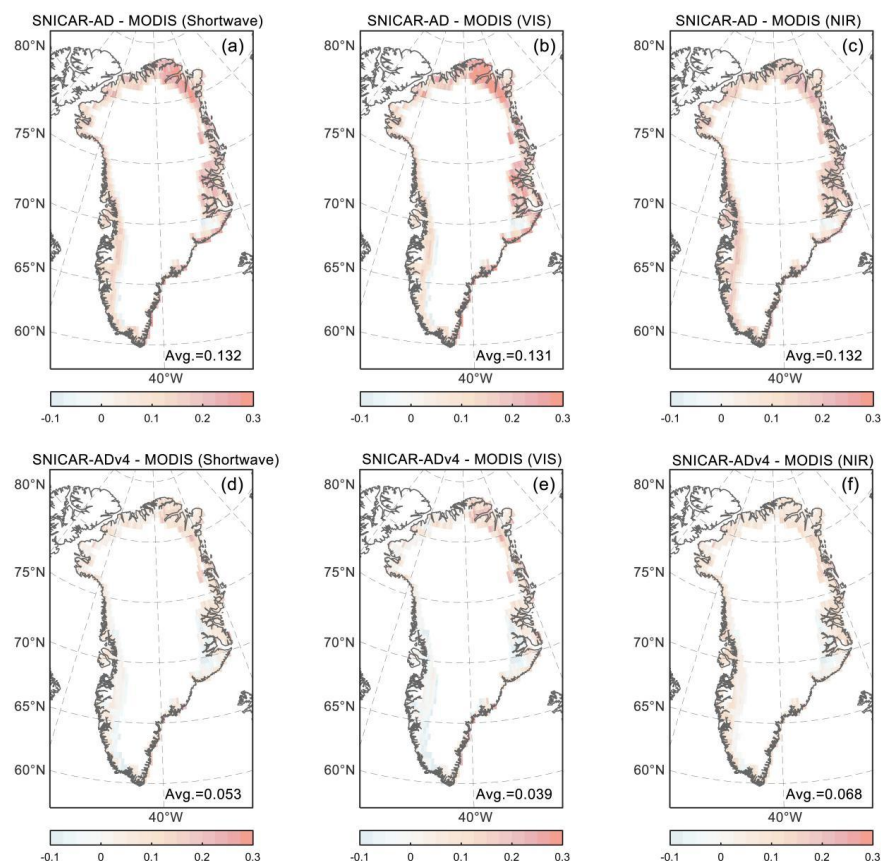 SNICAR-AD - MODIS (Shortwave)
(a)
80°N
75°N
70°N
65°N
60°N
Avg.=0.132
40°W
-0.1 0 0.1 0.2 0.3
SNICAR-AD - MODIS (VIS)
(b)
80°N
75°N
70°N
65°N
60°N
Avg.=0.131
40°W
-0.1 0 0.1 0.2 0.3
SNICAR-AD - MODIS (NIR)
(c)
80°N
75°N
70°N
65°N
60°N
Avg.=0.132
40°W
-0.1 0 0.1 0.2 0.3
SNICAR-ADv4 - MODIS (Shortwave)
(d)
80°N
75°N
70°N
65°N
60°N
Avg.=0.053
40°W
-0.1 0 0.1 0.2 0.3
SNICAR-ADv4 - MODIS (VIS)
(e)
80°N
75°N
70°N
65°N
60°N
Avg.=0.039
40°W
-0.1 0 0.1 0.2 0.3
SNICAR-ADv4 - MODIS (NIR)
(f)
80°N
75°N
70°N
65°N
60°N
Avg.=0.068
40°W
-0.1 0 0.1 0.2 0.3